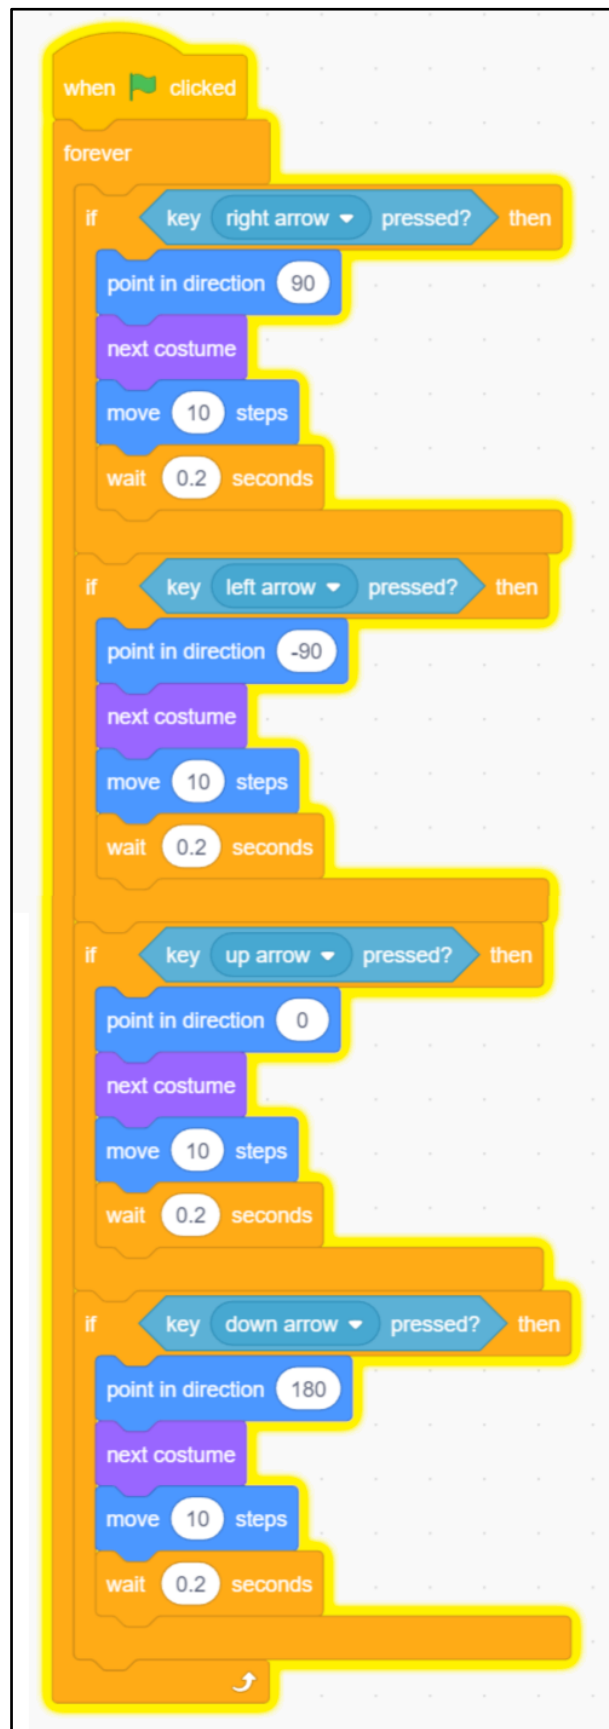 when clicked
forever
if key right arrow pressed? then
point in direction 90
next costume
move 10 steps
wait 0.2 seconds
if key left arrow pressed? then
point in direction -90
next costume
move 10 steps
wait 0.2 seconds
if key up arrow pressed? then
point in direction 0
next costume
move 10 steps
wait 0.2 seconds
if key down arrow pressed? then
point in direction 180
next costume
move 10 steps
wait 0.2 seconds